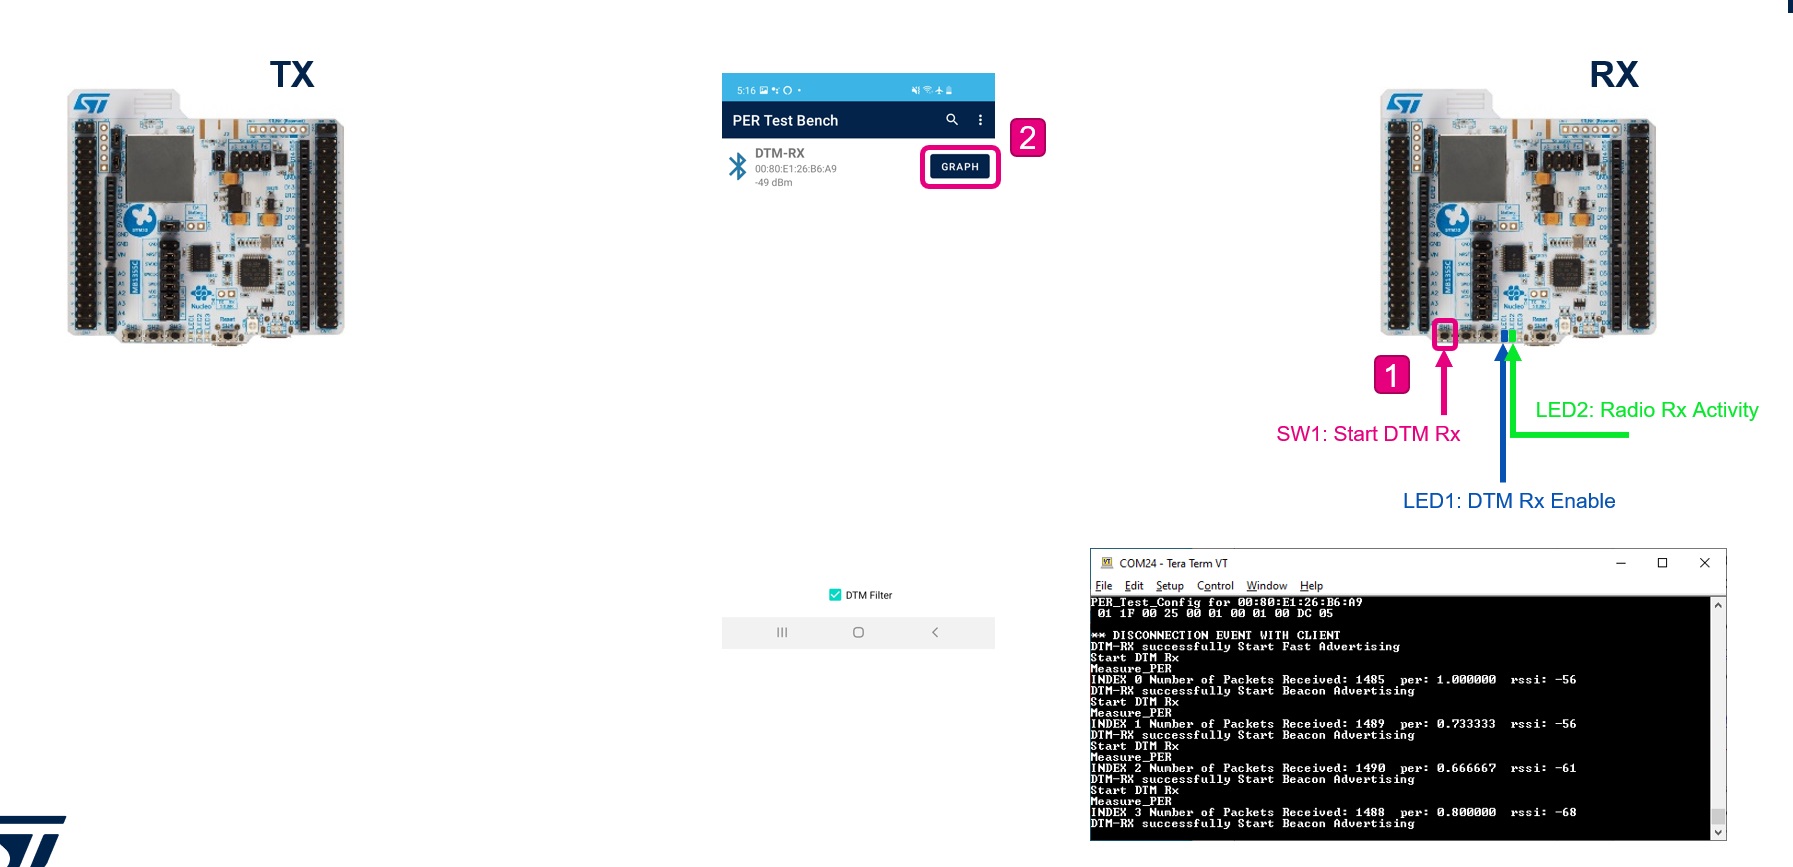 TX
RX
5:16
PER Test Bench
2
DTM-RX
00:80:E1:26:B6:A9
-49 dBm
GRAPH
DTM Filter
MB1355C
Nucleo
MB1355C
Nucleo
1
SW1: Start DTM Rx
LED2: Radio Rx Activity
LED1: DTM Rx Enable
COM24 - Tera Term VT
File Edit Setup Control Window Help
PER_Test_Config for 00:80:E1:26:B6:A9
01 1F 00 25 00 01 00 01 00 DC 05
** DISCONNECTION EVENT WITH CLIENT
DTM-RX successfully Start Fast Advertising
Start DTM Rx
Measure_PER
INDEX 0 Number of Packets Received: 1485 per: 1.000000 rssi: -56
DTM-RX successfully Start Beacon Advertising
Start DTM Rx
Measure_PER
INDEX 1 Number of Packets Received: 1489 per: 0.733333 rssi: -56
DTM-RX successfully Start Beacon Advertising
Start DTM Rx
Measure_PER
INDEX 2 Number of Packets Received: 1490 per: 0.666667 rssi: -61
DTM-RX successfully Start Beacon Advertising
Start DTM Rx
Measure_PER
INDEX 3 Number of Packets Received: 1488 per: 0.800000 rssi: -68
DTM-RX successfully Start Beacon Advertising
ST